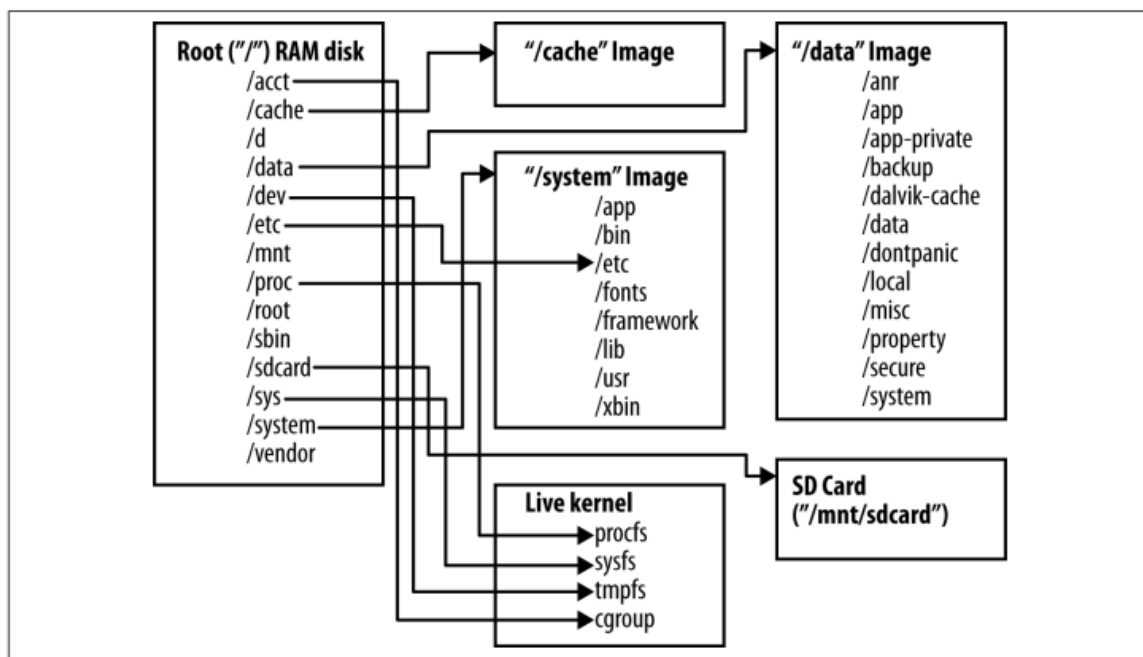 Root ("/") RAM disk
/acct
/cache
/d
/data
/dev
/etc
/mnt
/proc
/root
/sbin
/sdcard
/sys
/system
/vendor
“/cache” Image
“/system” Image
/app
/bin
/etc
/fonts
/framework
/lib
/usr
/xbin
Live kernel
procfs
sysfs
tmpfs
cgroup
“/data” Image
/anr
/app
/app-private
/backup
/dalvik-cache
/data
/dontpanic
/local
/misc
/property
/secure
/system
SD Card
("/mnt/sdcard")